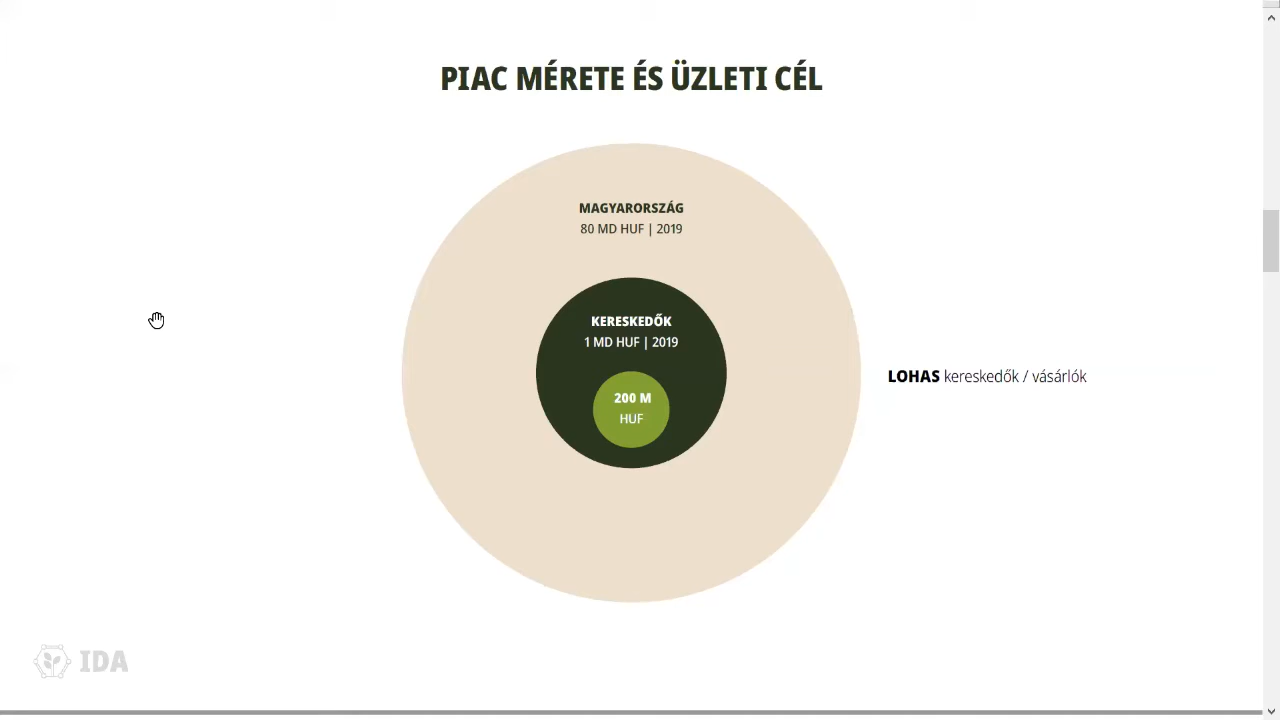 PIAC MÉRETE ÉS ÜZLETI CÉL
MAGYARORSZÁG
80 MD HUF | 2019
KERESKEDŐK
1 MD HUF | 2019
200 M
HUF
LOHAS kereskedők / vásárlók
IDA